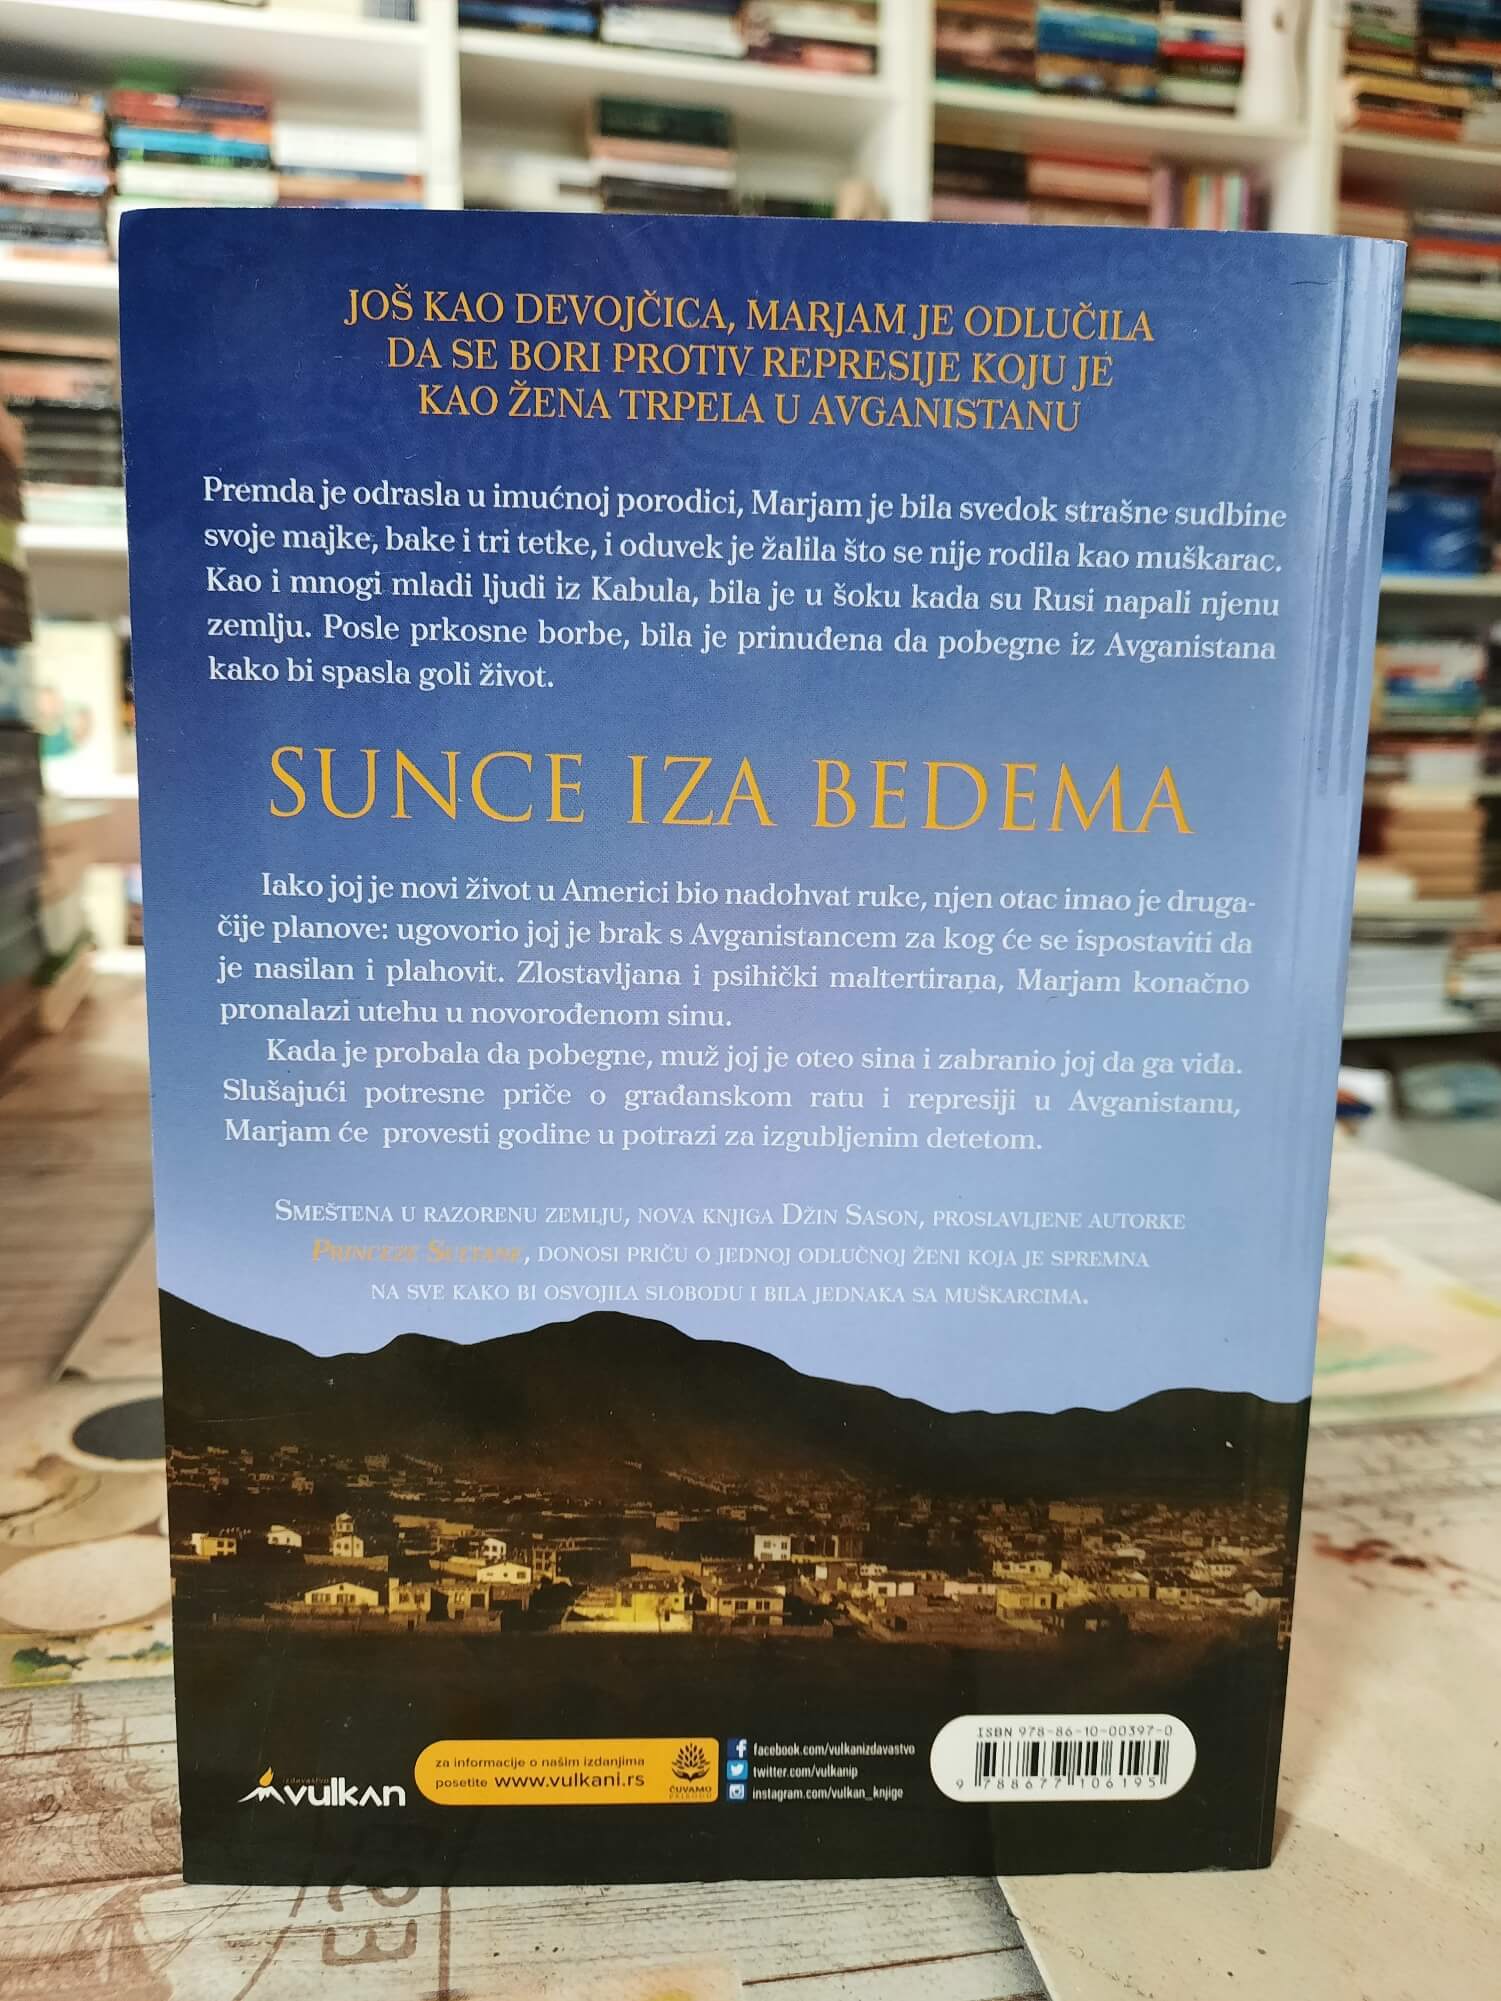 JOŠ KAO DEVOJČICA, MARJAM JE ODLUČILA
DA SE BORI PROTIV REPRESIJE KOJU JE
KAO ŽENA TRPELA U AVGANISTANU
Premda je odrasla u imućnoj porodici, Marjam je bila svedok strašne sudbine
svoje majke, bake i tri tetke, i oduvek je žalila što se nije rodila kao muškarac.
Kao i mnogi mladi ljudi iz Kabula, bila je u šoku kada su Rusi napali njenu
zemlju. Posle prkosne borbe, bila je prinuđena da pobegne iz Avganistana
kako bi spasla goli život.
SUNCE IZA BEDEMA
Iako joj je novi život u Americi bio nadohvat ruke, njen otac imao je druga-
čije planove: ugovorio joj je brak s Avganistancem za kog će se ispostaviti da
je nasilan i plahovit. Zlostavljana i psihički maltertirana, Marjam konačno
pronalazi utehu u novorođenom sinu.
Kada je probala da pobegne, muž joj je oteo sina i zabranio joj da ga viđa.
Slušajući potresne priče o građanskom ratu i represiji u Avganistanu,
Marjam će provesti godine u potrazi za izgubljenim detetom.
Smeštena u razorenu zemlju, nova knjiga Džin Sason, proslavljene autorke
Princeze Sultane, donosi priču o jednoj odlučnoj ženi koja je spremna
na sve kako bi osvojila slobodu i bila jednaka sa muškarcima.
izdavaštvo
vulkan
za informacije o našim izdanjima
posetite www.vulkani.rs
ČUVAMO
PRIRODU
facebook.com/vulkanizdavastvo
twitter.com/vulkanip
instagram.com/vulkan_knjige
ISBN 978-86-10-00397-0
9 788677 106195